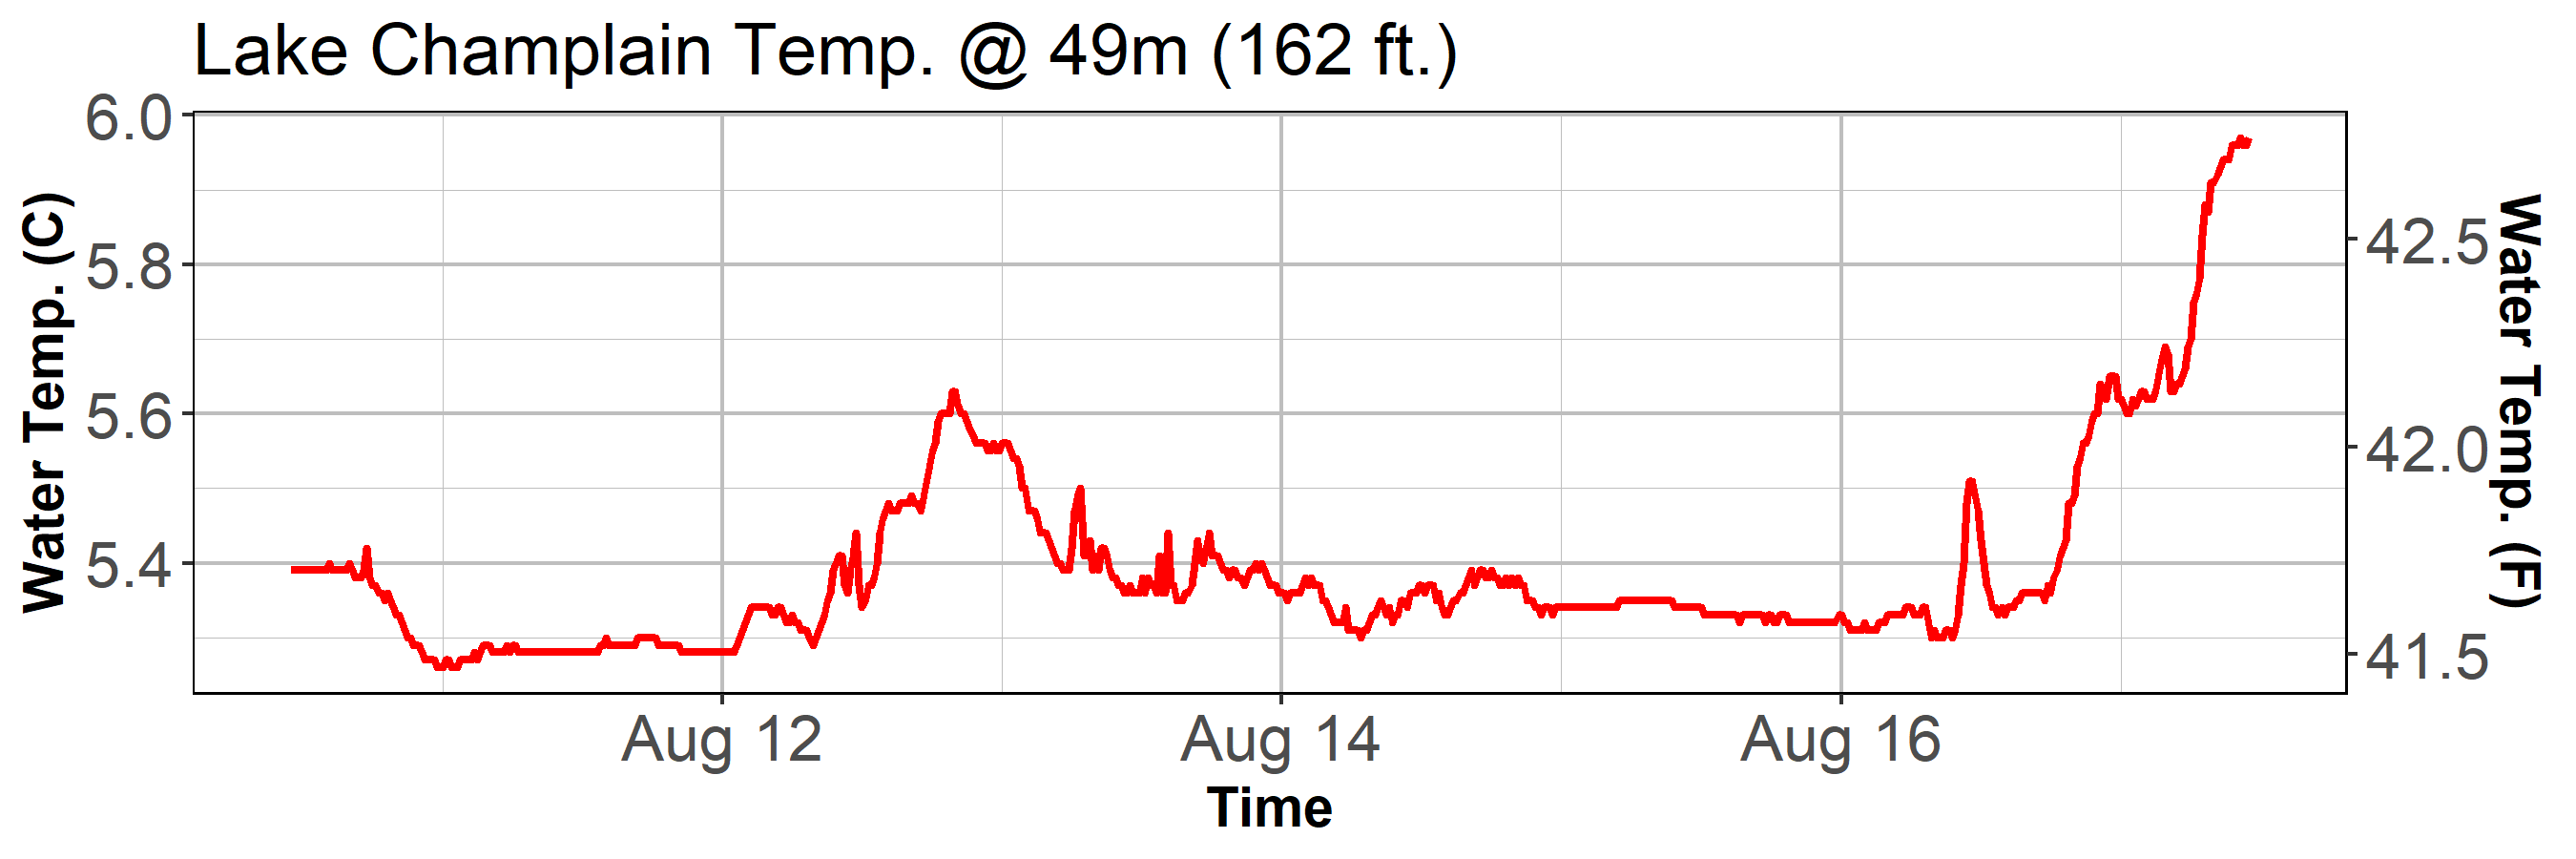 Lake Champlain Temp. @ 49m (162 ft.)
Water Temp. (C)
6.0
5.8
5.6
5.4
42.5
42.0
41.5
Water Temp. (F)
Aug 12
Aug 14
Aug 16
Time